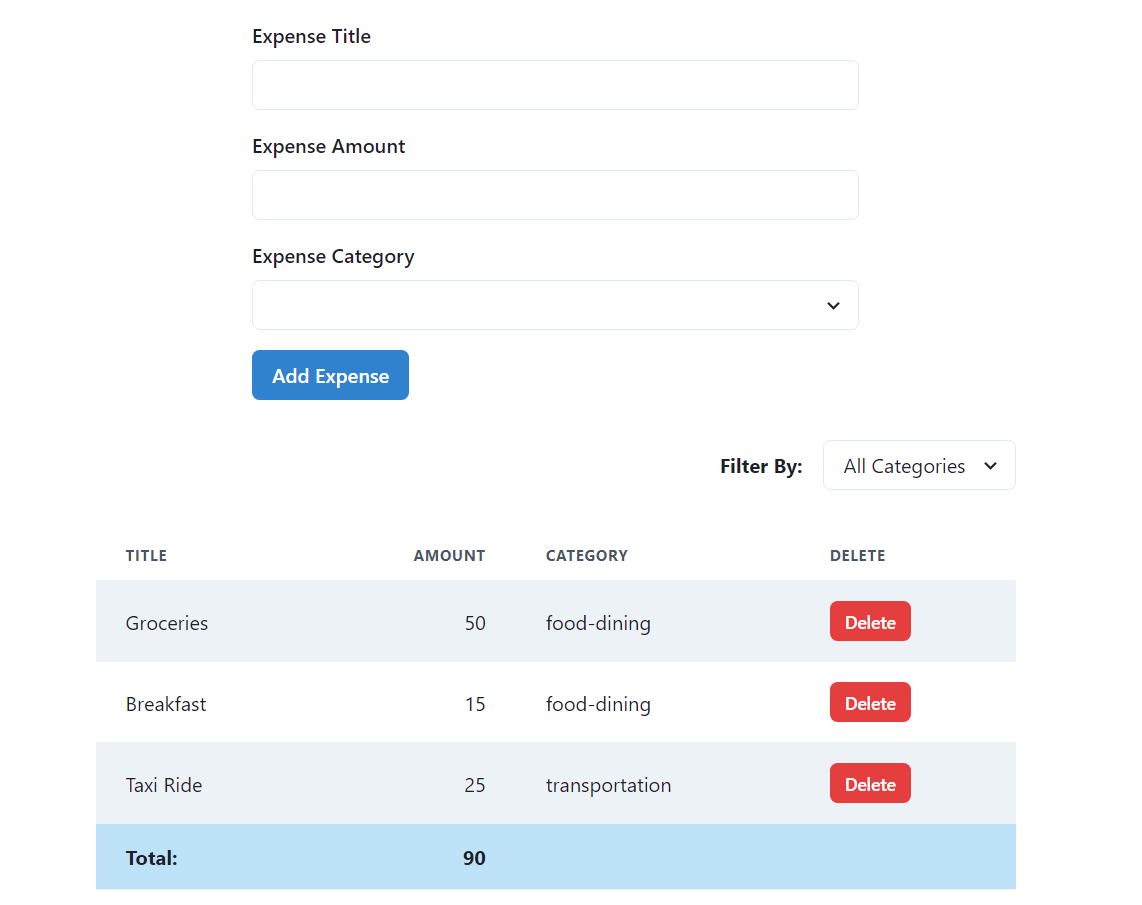 Expense Title
Expense Amount
Expense Category
Add Expense
Filter By: All Categories
TITLE AMOUNT CATEGORY DELETE
Groceries 50 food-dining Delete
Breakfast 15 food-dining Delete
Taxi Ride 25 transportation Delete
Total: 90